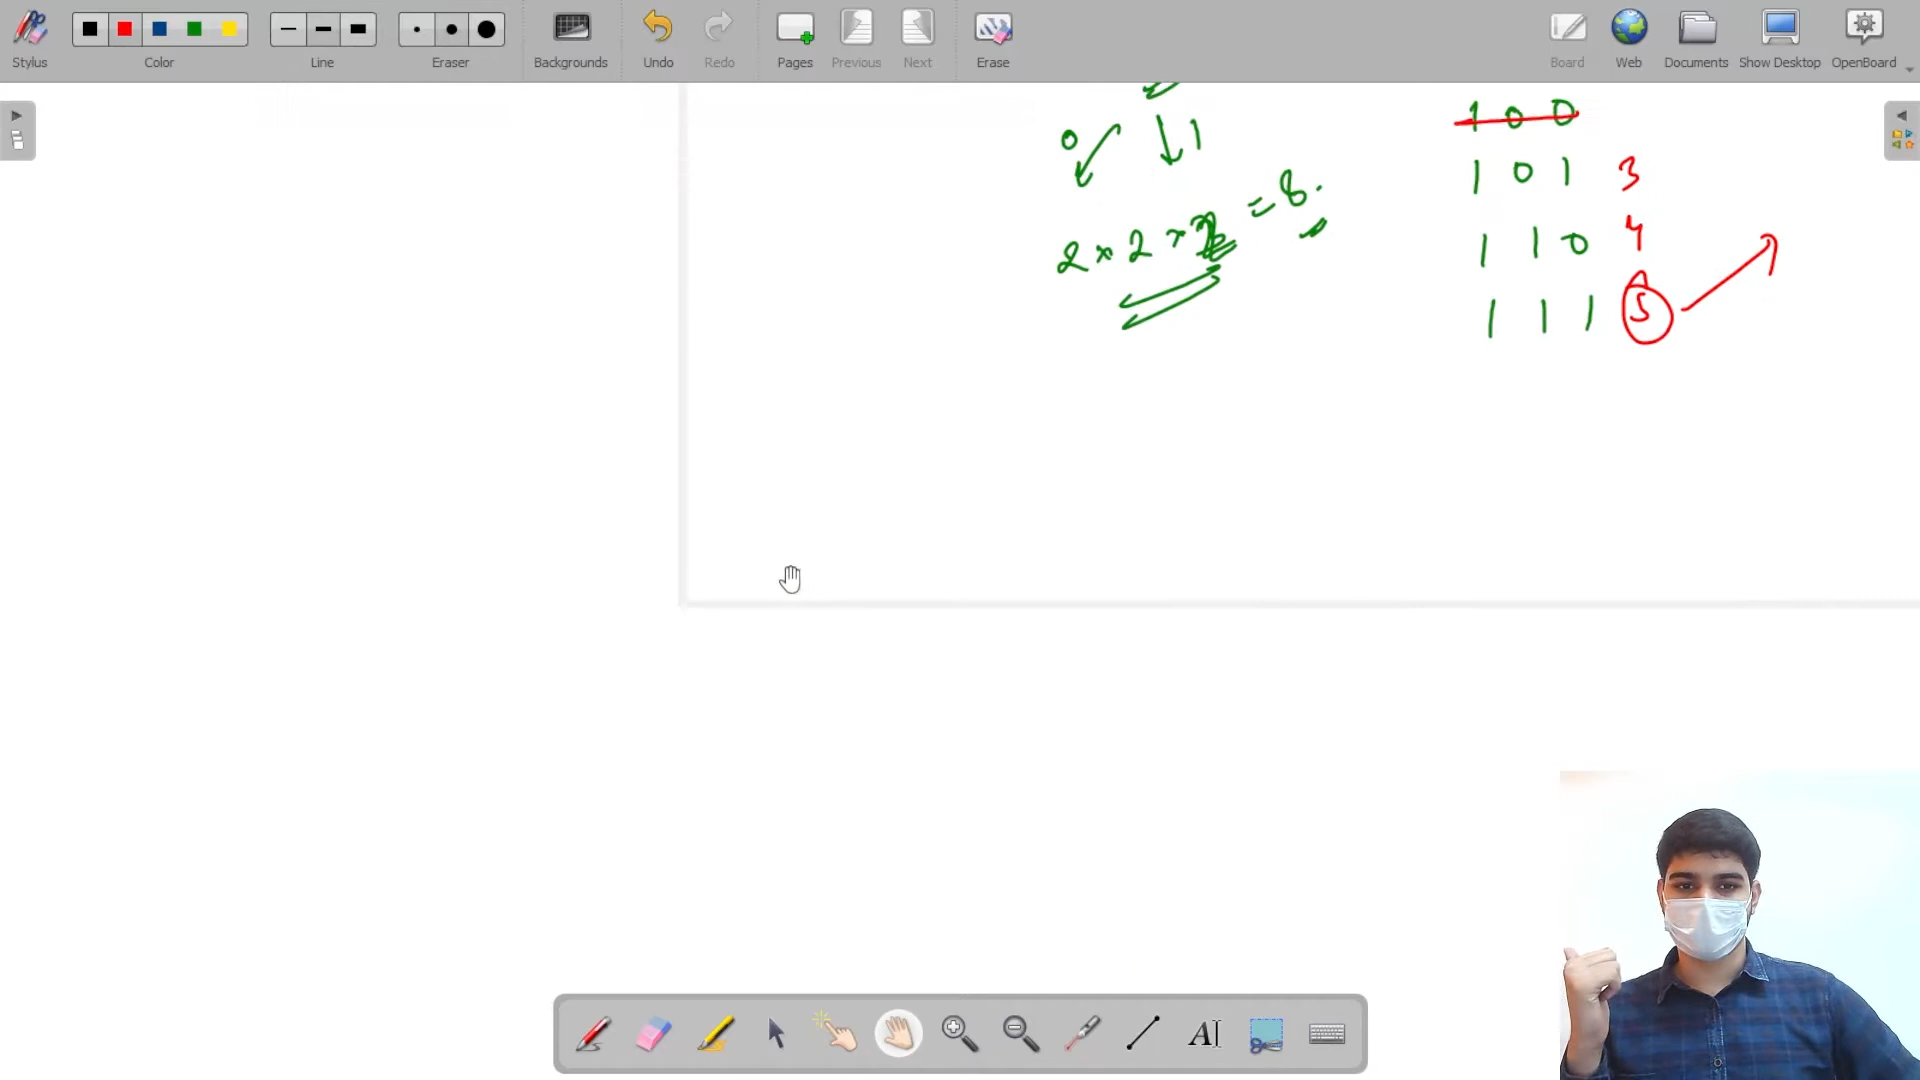 Stylus Color Line Eraser Backgrounds Undo Redo Pages Previous Next Erase Board Web Documents Show Desktop OpenBoard
1 0 0
0 1
1 0 1 3
2 × 2 × 2 = 8.
1 1 0 4
1 1 1 5
A